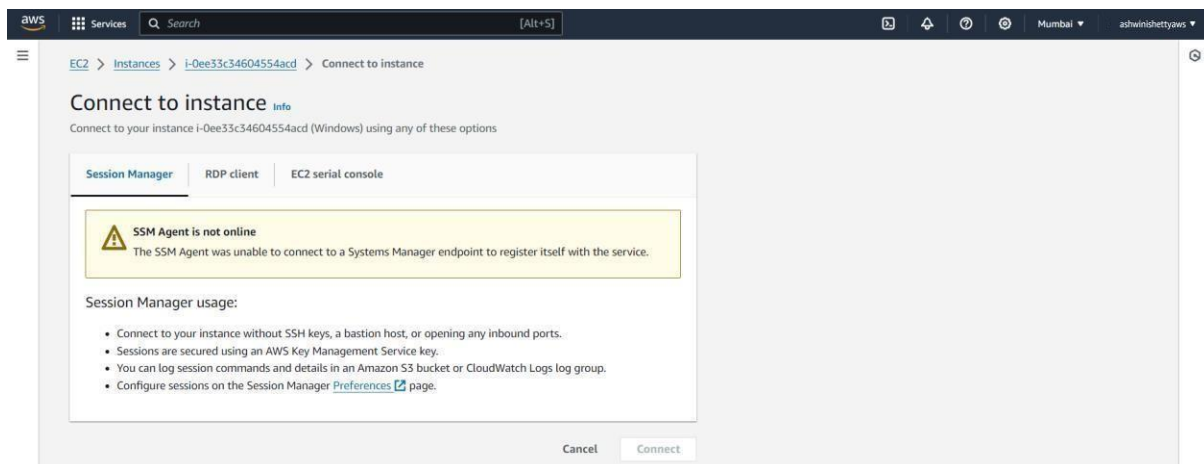 aws Services Search [Alt+S] Mumbai ashwinishettyaws
EC2 > Instances > i-0ee33c34604554acd > Connect to instance
Connect to instance Info
Connect to your instance i-0ee33c34604554acd (Windows) using any of these options
Session Manager RDP client EC2 serial console
SSM Agent is not online
The SSM Agent was unable to connect to a Systems Manager endpoint to register itself with the service.
Session Manager usage:
• Connect to your instance without SSH keys, a bastion host, or opening any inbound ports.
• Sessions are secured using an AWS Key Management Service key.
• You can log session commands and details in an Amazon S3 bucket or CloudWatch Logs log group.
• Configure sessions on the Session Manager Preferences page.
Cancel Connect